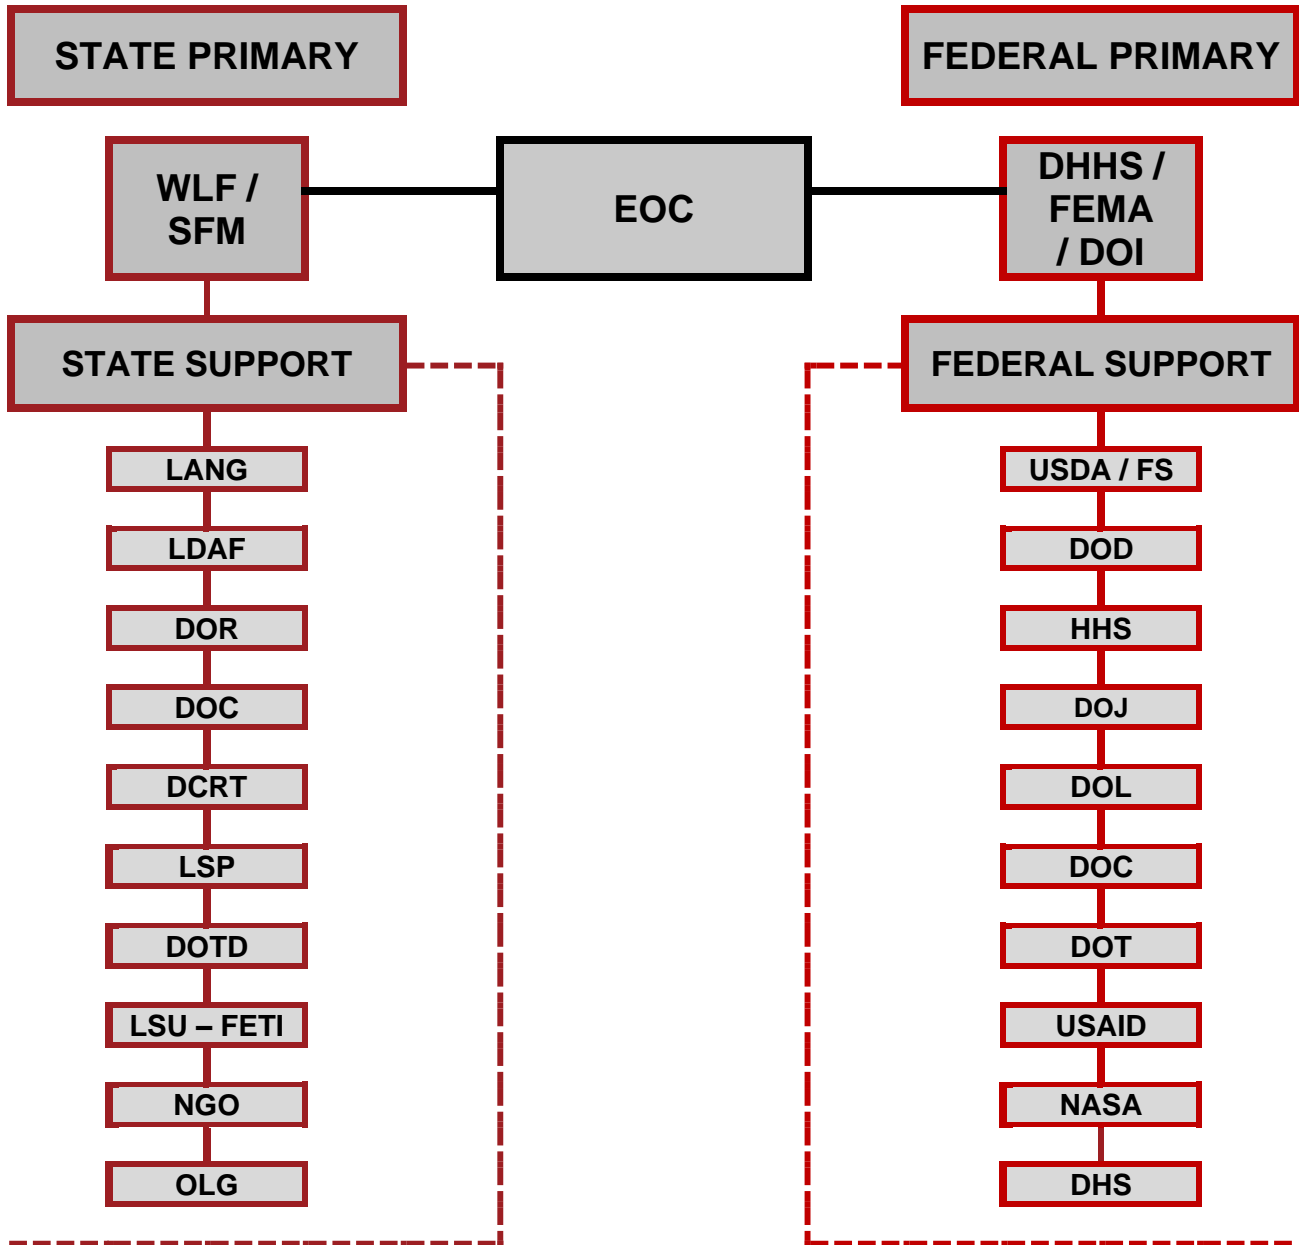 STATE PRIMARY
FEDERAL PRIMARY
WLF /
SFM
EOC
DHHS /
FEMA
/ DOI
STATE SUPPORT
FEDERAL SUPPORT
LANG
LDAF
DOR
DOC
DCRT
LSP
DOTD
LSU – FETI
NGO
OLG
USDA / FS
DOD
HHS
DOJ
DOL
DOC
DOT
USAID
NASA
DHS